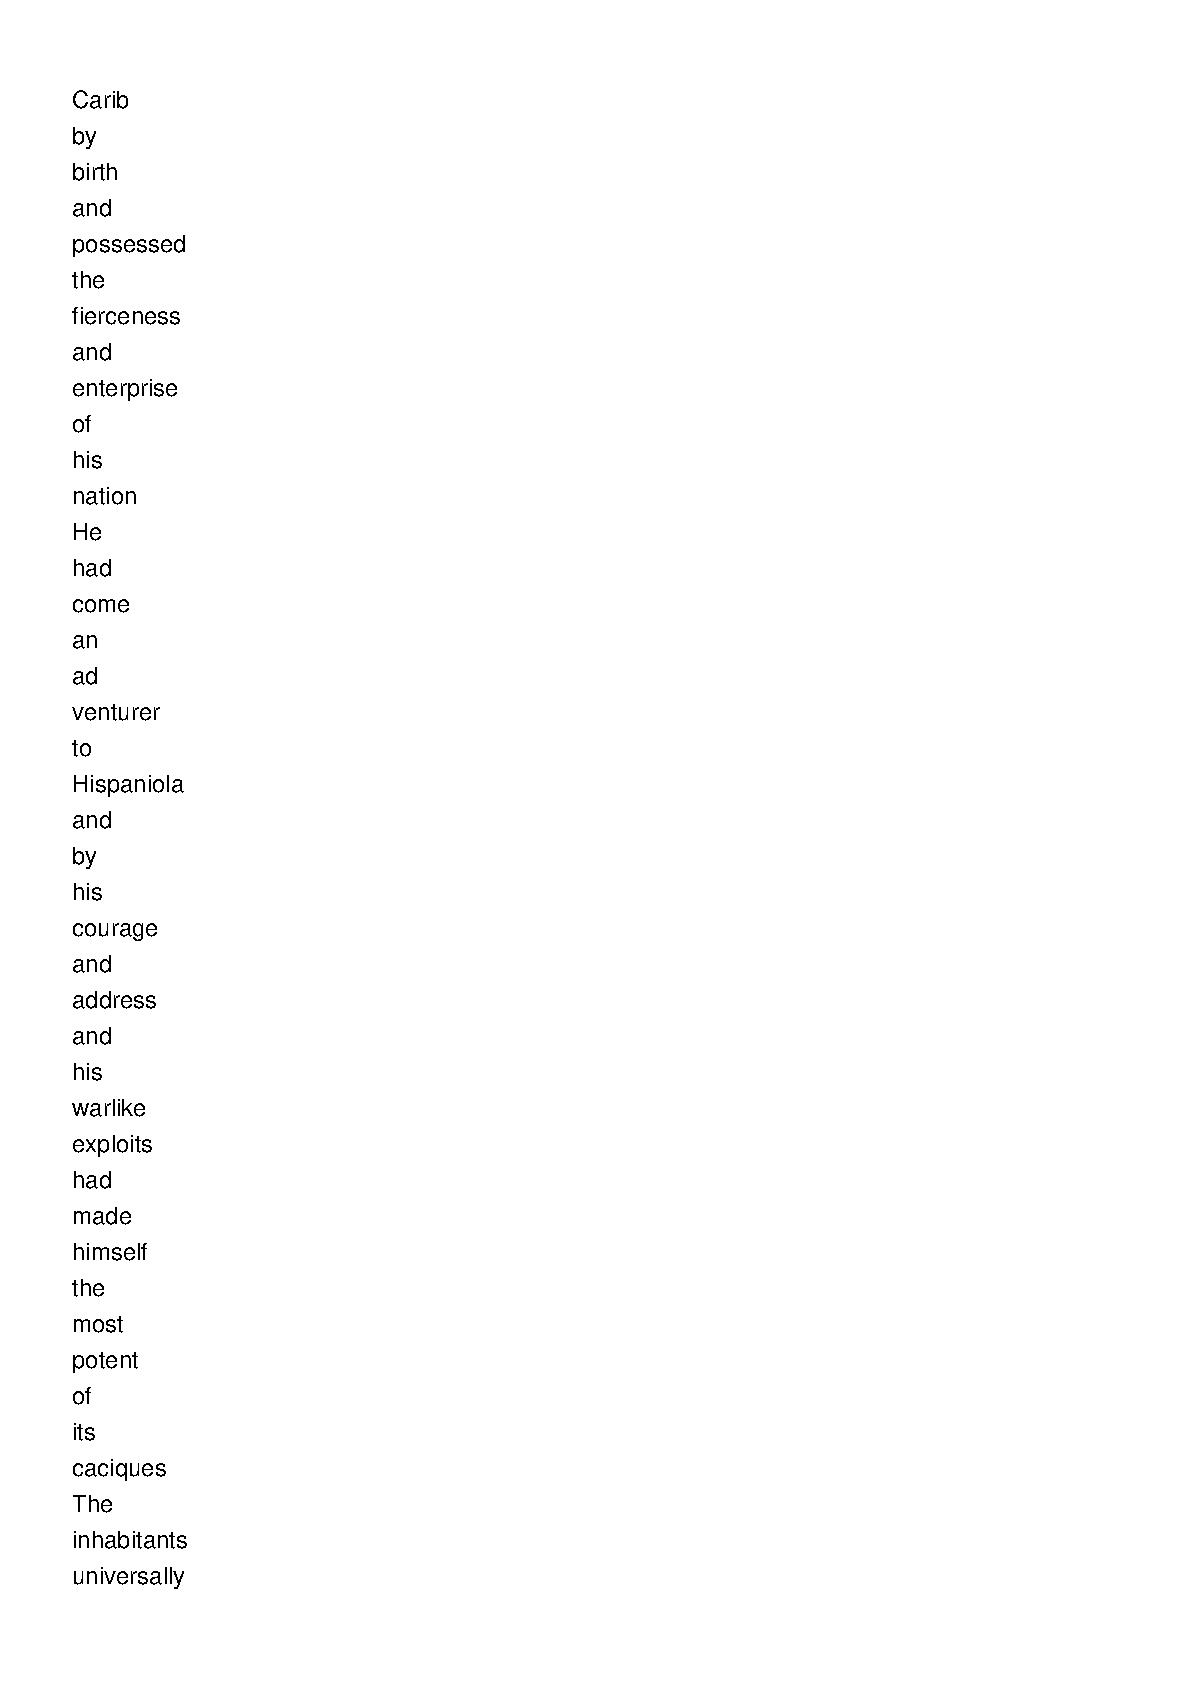 Carib
by
birth
and
possessed
the
fierceness
and
enterprise
of
his
nation
He
had
come
an
ad
venturer
to
Hispaniola
and
by
his
courage
and
address
and
his
warlike
exploits
had
made
himself
the
most
potent
of
its
caciques
The
inhabitants
universally